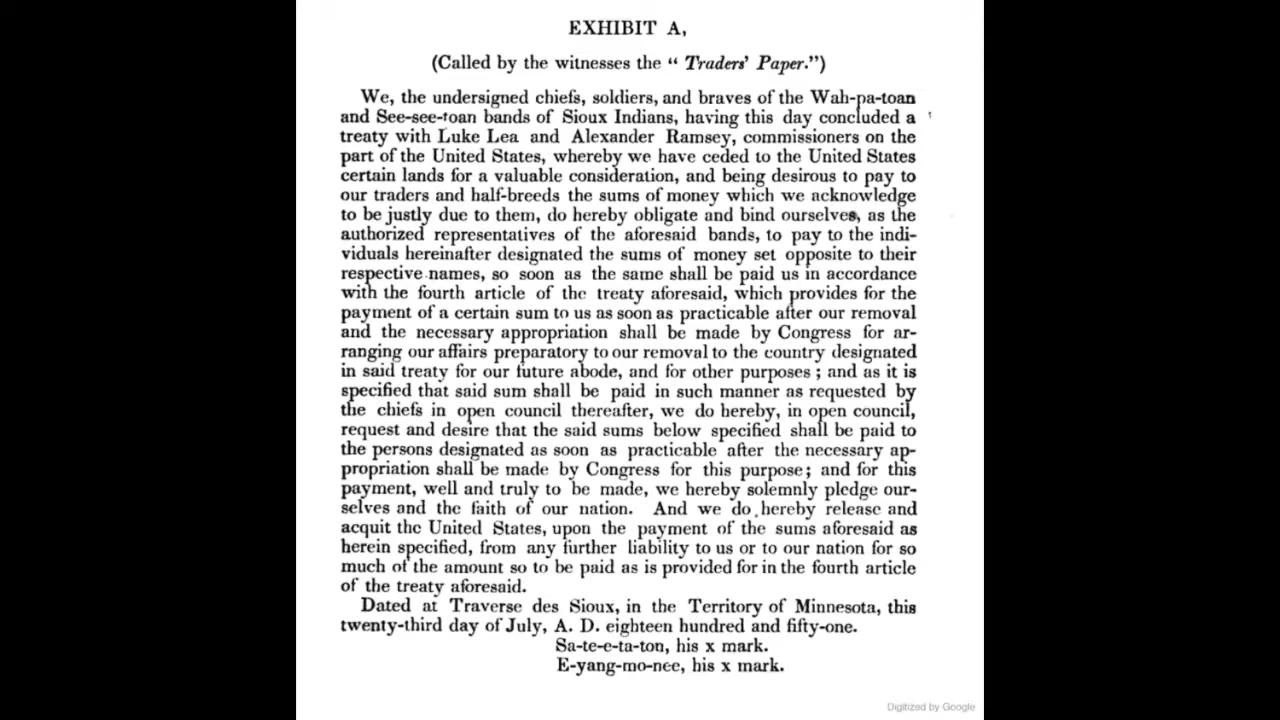 EXHIBIT A,
(Called by the witnesses the “ Traders’ Paper.”)
We, the undersigned chiefs, soldiers, and braves of the Wah-pa-toan
and See-see-toan bands of Sioux Indians, having this day concluded a
treaty with Luke Lea and Alexander Ramsey, commissioners on the
part of the United States, whereby we have ceded to the United States
certain lands for a valuable consideration, and being desirous to pay to
our traders and half-breeds the sums of money which we acknowledge
to be justly due to them, do hereby obligate and bind ourselves, as the
authorized representatives of the aforesaid bands, to pay to the indi-
viduals hereinafter designated the sums of money set opposite to their
respective names, so soon as the same shall be paid us in accordance
with the fourth article of the treaty aforesaid, which provides for the
payment of a certain sum to us as soon as practicable after our removal
and the necessary appropriation shall be made by Congress for ar-
ranging our affairs preparatory to our removal to the country designated
in said treaty for our future abode, and for other purposes ; and as it is
specified that said sum shall be paid in such manner as requested by
the chiefs in open council thereafter, we do hereby, in open council,
request and desire that the said sums below specified shall be paid to
the persons designated as soon as practicable after the necessary ap-
propriation shall be made by Congress for this purpose; and for this
payment, well and truly to be made, we hereby solemnly pledge our-
selves and the faith of our nation. And we do hereby release and
acquit the United States, upon the payment of the sums aforesaid as
herein specified, from any further liability to us or to our nation for so
much of the amount so to be paid as is provided for in the fourth article
of the treaty aforesaid.
Dated at Traverse des Sioux, in the Territory of Minnesota, this
twenty-third day of July, A. D. eighteen hundred and fifty-one.
Sa-te-e-ta-ton, his x mark.
E-yang-mo-nee, his x mark.
Digitized by Google